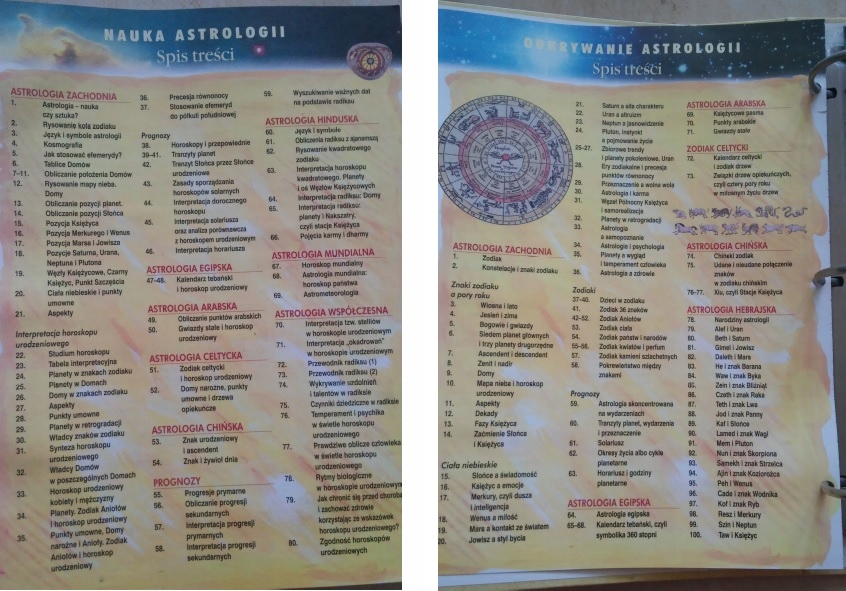 NAUKA ASTROLOGII
Spis treści
ASTROLOGIA ZACHODNIA
1. Astrologia – nauka
czy sztuka?
2. Rysowanie koła zodiaku
3. Język i symbole astrologii
4. Kosmografia
5. Jak stosować efemerydy?
6. Tablice Domów
7–11. Obliczanie położenia Domów
12. Rysowanie mapy nieba.
Domy
13. Obliczanie pozycji planet.
14. Obliczanie pozycji Słońca
15. Pozycja Księżyca
16. Pozycja Merkurego i Wenus
17. Pozycja Marsa i Jowisza
18. Pozycje Saturna, Urana,
Neptuna i Plutona
19. Węzły Księżycowe, Czarny
Księżyc, Punkt Szczęścia
20. Ciała niebieskie i punkty
umowne
21. Aspekty
Interpretacja horoskopu
urodzeniowego
22. Studium horoskopu
23. Tabela interpretacyjna
24. Planety w znakach zodiaku
25. Planety w Domach
26. Domy w znakach zodiaku
27. Aspekty
28. Punkty umowne
29. Planety w retrogradacji
30. Władcy znaków zodiaku
31. Synteza horoskopu
urodzeniowego
32. Władcy Domów
w poszczególnych Domach
33. Horoskop urodzeniowy
kobiety i mężczyzny
34. Planety. Zodiak Aniołów
i horoskop urodzeniowy
35. Punkty umowne, Domy
narożne i Anioły. Zodiak
Aniołów i horoskop
urodzeniowy
36. Precesja równonocy
37. Stosowanie efemeryd
do półkuli południowej
Prognozy
38. Horoskopy i przepowiednie
39–41. Tranzyty planet
42. Tranzyt Słońca przez Słońce
urodzeniowe
43. Zasady sporządzania
horoskopów solarnych
44. Interpretacja dorocznego
horoskopu
45. Interpretacja solariusza
oraz analiza porównawcza
z horoskopem urodzeniowym
46. Interpretacja horariusza
ASTROLOGIA EGIPSKA
47–48. Kalendarz tebański
i horoskop urodzeniowy
ASTROLOGIA ARABSKA
49. Obliczanie punktów arabskich
50. Gwiazdy stałe i horoskop
urodzeniowy
ASTROLOGIA CELTYCKA
51. Zodiak celtycki
i horoskop urodzeniowy
52. Domy narożne, punkty
umowne i drzewa
opiekuńcze
ASTROLOGIA CHIŃSKA
53. Znak urodzeniowy
i ascendent
54. Znak i żywioł dnia
PROGNOZY
55. Progresje prymarne
56. Obliczanie progresji
sekundarnych
57. Interpretacja progresji
prymarnych
58. Interpretacja progresji
sekundarnych
59. Wyszukiwanie ważnych dat
na podstawie radiksu
ASTROLOGIA HINDUSKA
60. Język i symbole
61. Obliczenia radiksu z ajanamsą
62. Rysowanie kwadratowego
zodiaku
63. Interpretacja horoskopu
kwadratowego. Planety
i oś Węzłów Księżycowych
64. Interpretacja radiksu: Domy
65. Interpretacja radiksu:
planety i Nakszatry,
czyli stacje Księżyca
66. Pojęcia karmy i dharmy
ASTROLOGIA MUNDIALNA
67. Horoskop mundialny
68. Astrologia mundialna:
horoskop państwa
69. Astrometeorologia
ASTROLOGIA WSPÓŁCZESNA
70. Interpretacja tzw. stelliów
w horoskopie urodzeniowym
71. Interpretacja „okadrowań”
w horoskopie urodzeniowym
72. Przewodnik radiksu (1)
73. Przewodnik radiksu (2)
74. Wykrywanie uzdolnień
i talentów w radiksie
75. Czynniki dziedziczne w radiksie
76. Temperament i psychika
w świetle horoskopu
urodzeniowego
77. Prawdziwe oblicze człowieka
w świetle horoskopu
urodzeniowego
78. Rytmy biologiczne
w horoskopie urodzeniowym
79. Jak chronić się przed chorobą
i zachować zdrowie
korzystając ze wskazówek
horoskopu urodzeniowego?
80. Zgodność horoskopów
urodzeniowych
ODKRYWANIE ASTROLOGII
Spis treści
ASTROLOGIA ZACHODNIA
1. Zodiak
2. Konstelacje i znaki zodiaku
Znaki zodiaku
a pory roku
3. Wiosna i lato
4. Jesień i zima
5. Bogowie i gwiazdy
6. Siedem planet głównych
i trzy planety drugorzędne
7. Ascendent i descendent
8. Zenit i nadir
9. Domy
10. Mapa nieba i horoskop
urodzeniowy
11. Aspekty
12. Dekady
13. Fazy Księżyca
14. Zaćmienie Słońca
i Księżyca
Ciała niebieskie
15. Słońce a świadomość
16. Księżyc a emocje
17. Merkury, czyli dusza
i inteligencja
18. Wenus a miłość
19. Mars a kontakt ze światem
20. Jowisz a styl bycia
21. Saturn a siła charakteru
22. Uran a altruizm
23. Neptun a jasnowidzenie
24. Pluton, instynkt
a pojmowanie życia
25–27. Zbiorowe trendy
i planety pokoleniowe, Uran
28. Ery zodiakalne i precesja
punktów równonocy
29. Przeznaczenie a wolna wola
30. Astrologia i karma
31. Węzeł Północny Księżyca
i samorealizacja
32. Planety w retrogradacji
33. Astrologia
a samopoznanie
34. Astrologia i psychologia
35. Planety a wygląd
i temperament człowieka
36. Astrologia a zdrowie
Zodiaki
37–40. Dzieci w zodiaku
41. Zodiak 36 znaków
42–52. Zodiak Aniołów
53. Zodiak ciała
54. Zodiak państw i narodów
55–56. Zodiak kwiatów i perfum
57. Zodiak kamieni szlachetnych
58. Pokrewieństwo między
znakami
Prognozy
59. Astrologia skoncentrowana
na wydarzeniach
60. Tranzyty planet, wydarzenia
i przeznaczenie
61. Solariusz
62. Okresy życia albo cykle
planetarne
63. Horariusz i godziny
planetarne
ASTROLOGIA EGIPSKA
64. Astrologia egipska
65–68. Kalendarz tebański, czyli
symbolika 360 stopni
ASTROLOGIA ARABSKA
69. Księżycowe pasma
70. Punkty arabskie
71. Gwiazdy stałe
ZODIAK CELTYCKI
72. Kalendarz celtycki
i zodiak drzew
73. Związki drzew opiekuńczych,
czyli cztery pory roku
w miłosnym życiu drzew
ASTROLOGIA CHIŃSKA
74. Chiński zodiak
75. Udane i nieudane połączenie
znaków
w zodiaku chińskim
76–77. Xiu, czyli Stacje Księżyca
ASTROLOGIA HEBRAJSKA
78. Narodziny astrologii
79. Alef i Uran
80. Beth i Saturn
81. Gimel i Jowisz
82. Daleth i Mars
83. He i znak Barana
84. Waw i znak Byka
85. Zein i znak Bliźniąt
86. Czeth i znak Raka
87. Teth i znak Lwa
88. Jod i znak Panny
89. Kaf i Słońce
90. Lamed i znak Wagi
91. Mem i Pluton
92. Nun i znak Skorpiona
93. Samekh i znak Strzelca
94. Ajin i znak Koziorożca
95. Peh i Wenus
96. Cade i znak Wodnika
97. Kof i znak Ryb
98. Resz i Merkury
99. Szin i Neptun
100. Taw i Księżyc